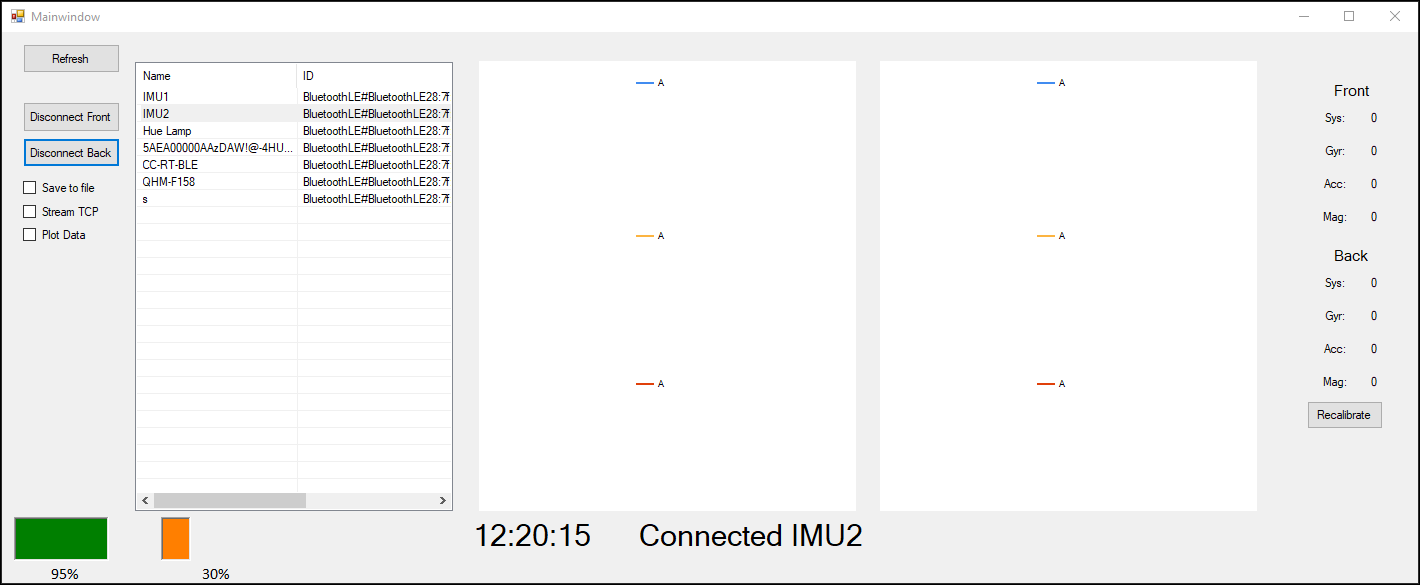 Mainwindow
Refresh
Disconnect Front
Disconnect Back
Save to file
Stream TCP
Plot Data
Name ID
IMU1 BluetoothLE#BluetoothLE28:7f
IMU2 BluetoothLE#BluetoothLE28:7f
Hue Lamp BluetoothLE#BluetoothLE28:7f
5AEA00000AAzDAW!@-4HU... BluetoothLE#BluetoothLE28:7f
CC-RT-BLE BluetoothLE#BluetoothLE28:7f
QHM-F158 BluetoothLE#BluetoothLE28:7f
s BluetoothLE#BluetoothLE28:7f
A
A
A
A
A
A
Front
Sys: 0
Gyr: 0
Acc: 0
Mag: 0
Back
Sys: 0
Gyr: 0
Acc: 0
Mag: 0
Recalibrate
95%
30%
12:20:15 Connected IMU2